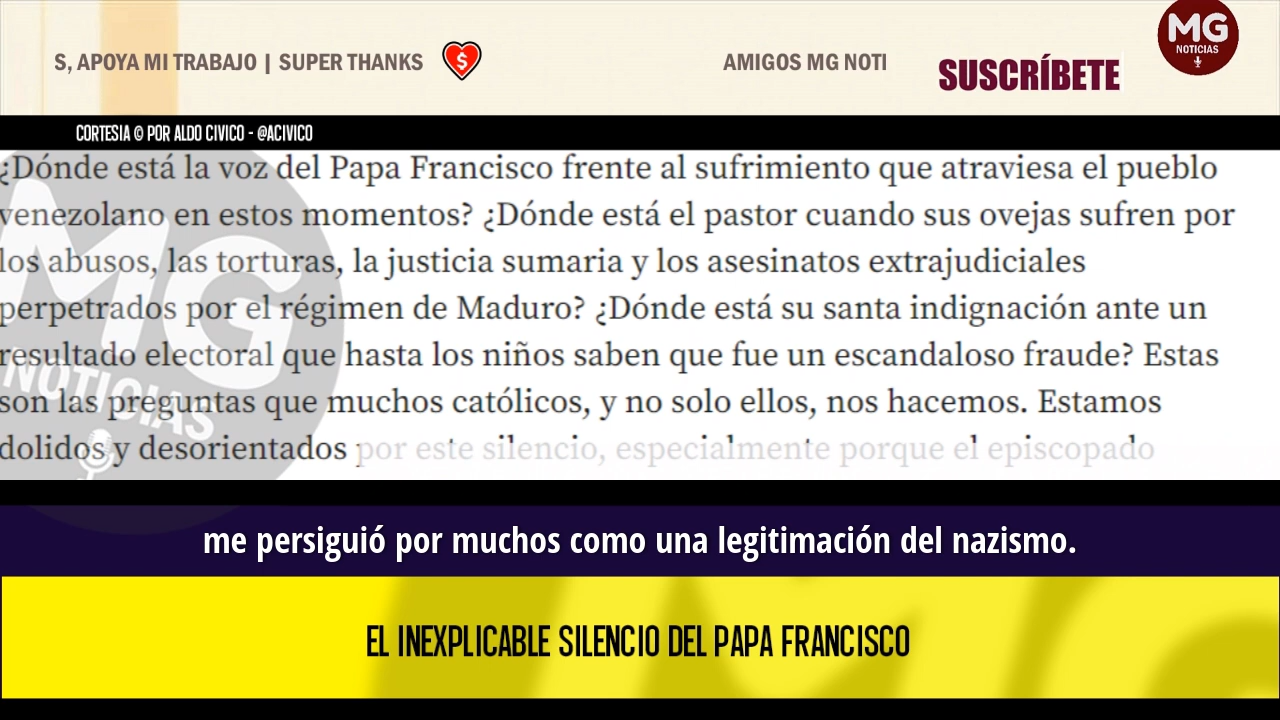 S, APOYA MI TRABAJO | SUPER THANKS
$
AMIGOS MG NOTI
SUSCRÍBETE
MG
NOTICIAS
CORTESIA © POR ALDO CIVICO - @ACIVICO
¿Dónde está la voz del Papa Francisco frente al sufrimiento que atraviesa el pueblo
venezolano en estos momentos? ¿Dónde está el pastor cuando sus ovejas sufren por
los abusos, las torturas, la justicia sumaria y los asesinatos extrajudiciales
perpetrados por el régimen de Maduro? ¿Dónde está su santa indignación ante un
resultado electoral que hasta los niños saben que fue un escandaloso fraude? Estas
son las preguntas que muchos católicos, y no solo ellos, nos hacemos. Estamos
dolidos y desorientados por este silencio, especialmente porque el episcopado
MG
NOTICIAS
me persiguió por muchos como una legitimación del nazismo.
EL INEXPLICABLE SILENCIO DEL PAPA FRANCISCO